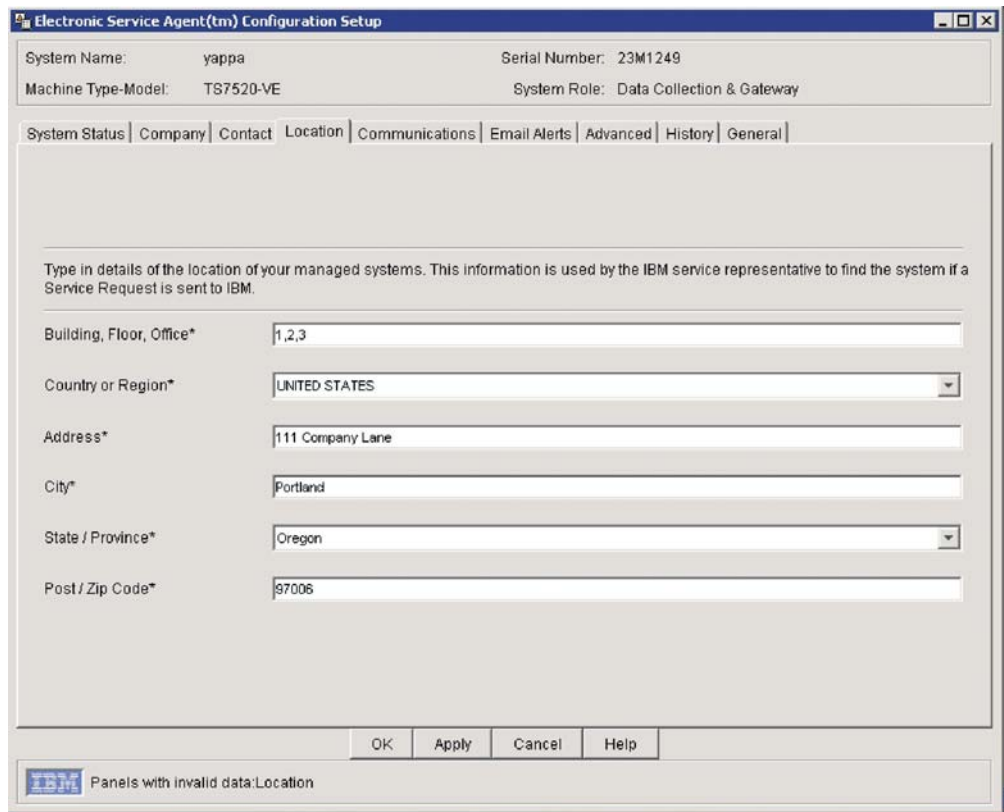 Electronic Service Agent(tm) Configuration Setup
System Name: yappa Serial Number: 23M1249
Machine Type-Model: TS7520-VE System Role: Data Collection & Gateway
System Status Company Contact Location Communications Email Alerts Advanced History General
Type in details of the location of your managed systems. This information is used by the IBM service representative to find the system if a
Service Request is sent to IBM.
Building, Floor, Office* 1,2,3
Country or Region* UNITED STATES
Address* 111 Company Lane
City* Portland
State / Province* Oregon
Post / Zip Code* 97006
OK Apply Cancel Help
IBM Panels with invalid data:Location